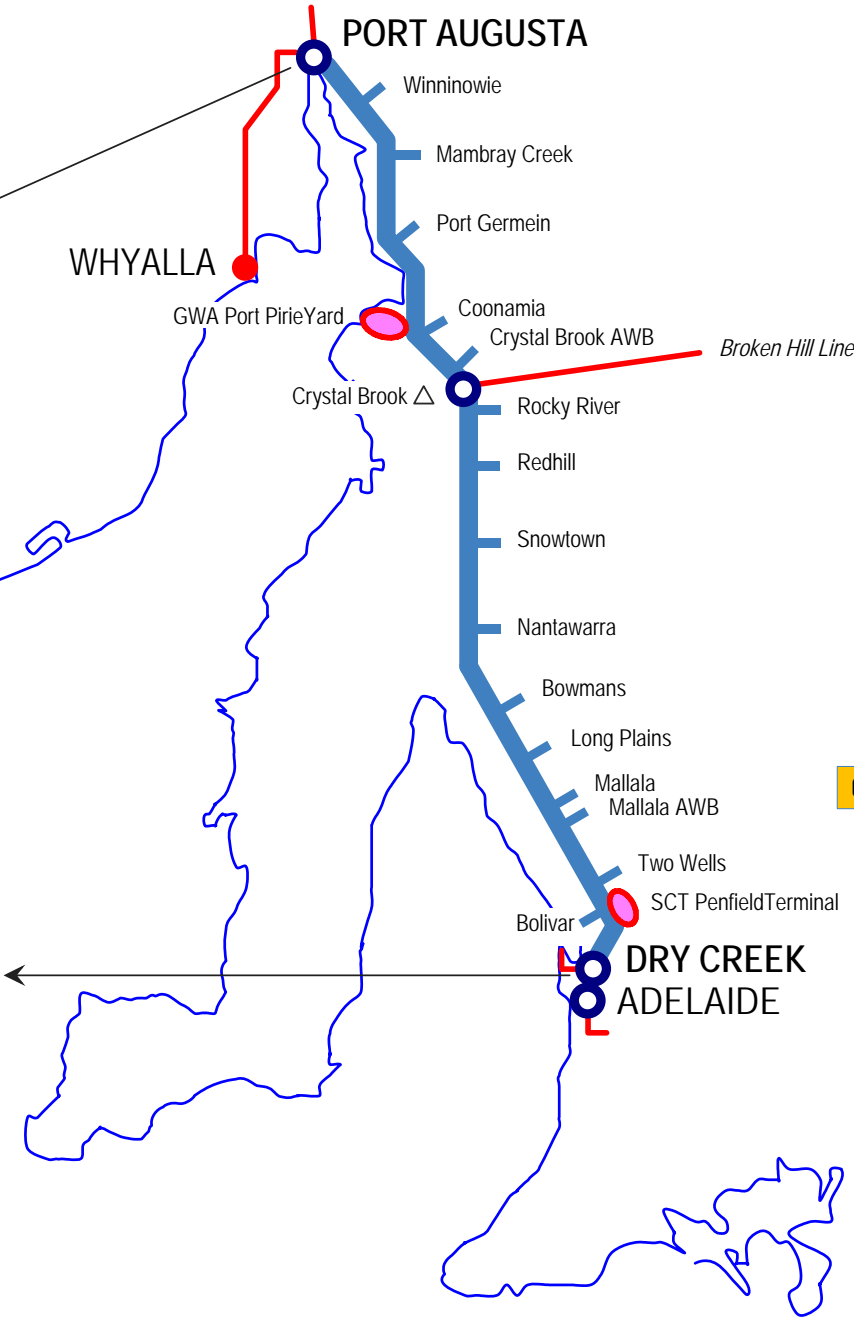 PORT AUGUSTA
Winninowie
Mambray Creek
Port Germein
WHYALLA
Coonamia
GWA Port PirieYard
Crystal Brook AWB
Broken Hill Line
Crystal Brook
Rocky River
Redhill
Snowtown
Nantawarra
Bowmans
Long Plains
Mallala
Mallala AWB
Two Wells
SCT PenfieldTerminal
Bolivar
DRY CREEK
ADELAIDE